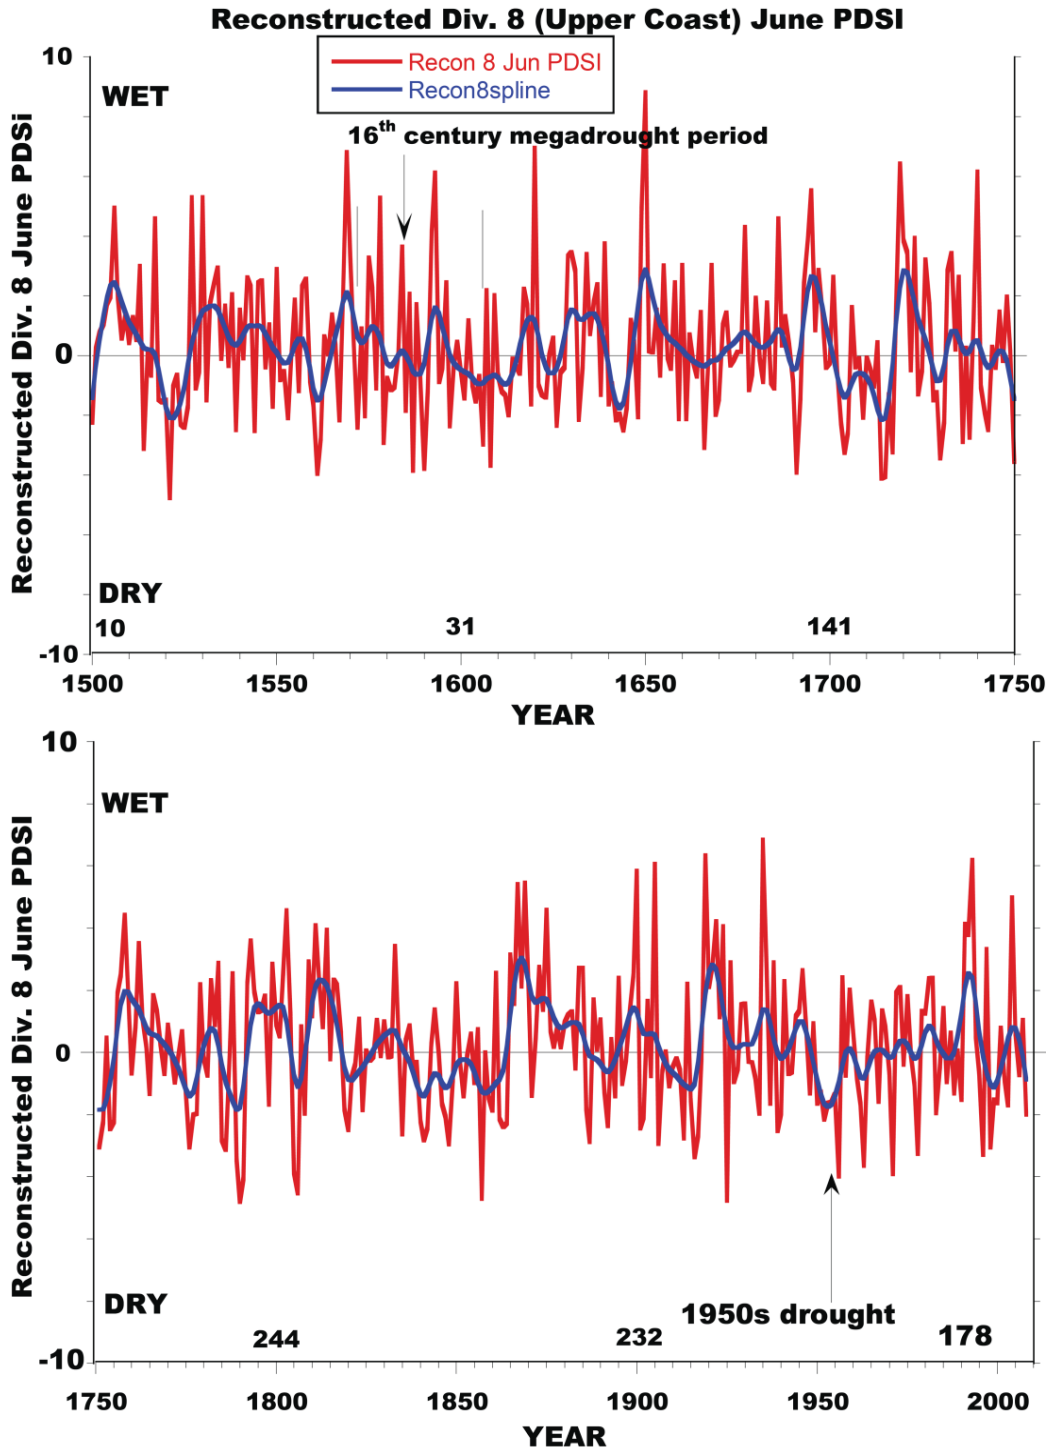 Reconstructed Div. 8 (Upper Coast) June PDSI
Recon 8 Jun PDSI
Recon8spline
10
WET
16th century megadrought period
Reconstructed Div. 8 June PDSi
0
DRY
10
31
141
-10
1500
1550
1600
1650
1700
1750
YEAR
10
WET
Reconstructed Div. 8 June PDSI
0
DRY
1950s drought
244
232
178
-10
1750
1800
1850
1900
1950
2000
YEAR